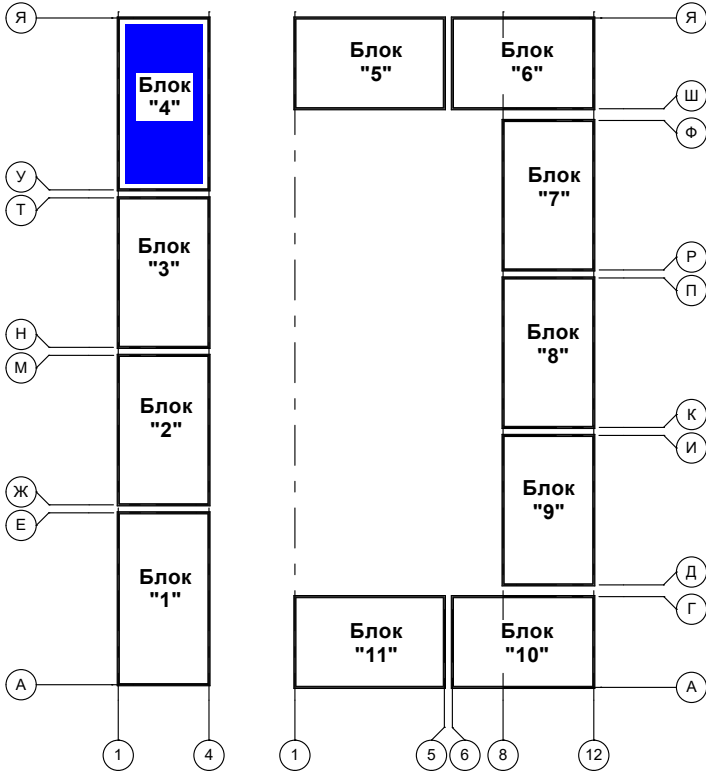 Я
Блок
"4"
Блок
"5"
Блок
"6"
Я
Ш
Ф
У
Т
Блок
"3"
Блок
"7"
Р
П
Н
М
Блок
"2"
Блок
"8"
К
И
Ж
Е
Блок
"1"
Блок
"9"
Д
Г
А
Блок
"11"
Блок
"10"
А
1 4 1 5 6 8 12